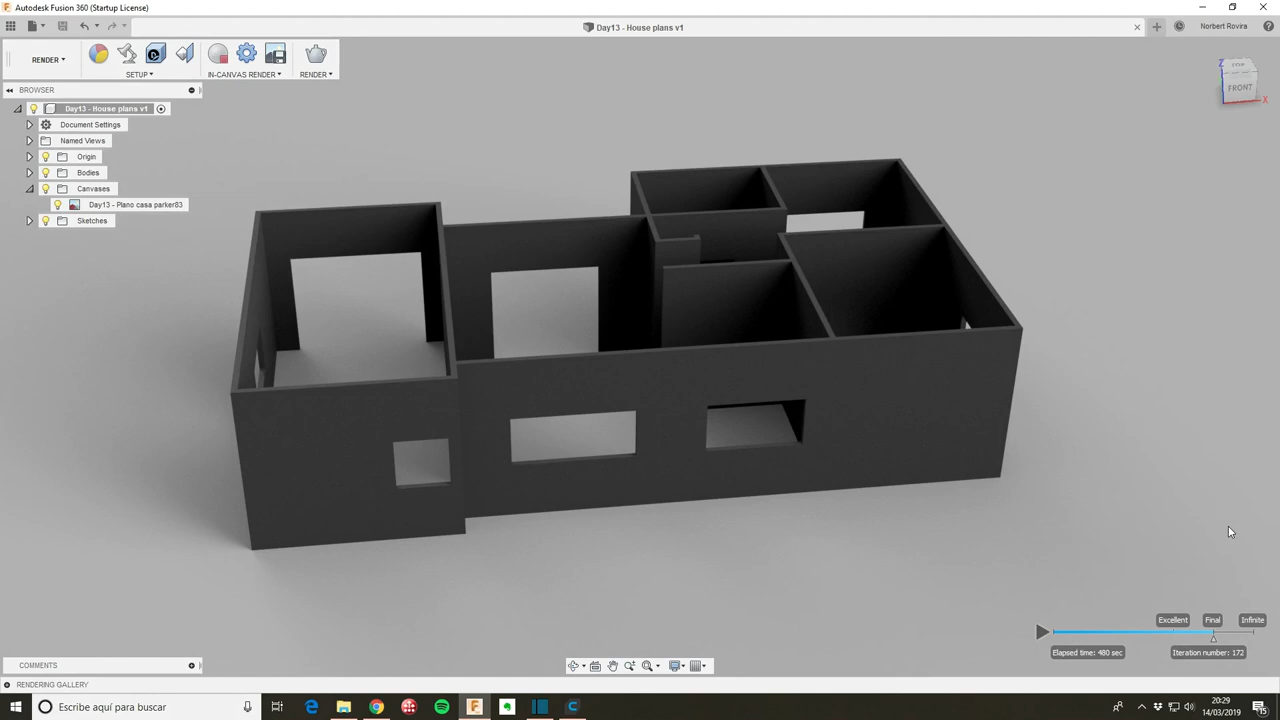 Autodesk Fusion 360 (Startup License)
Day13 - House plans v1
Norbert Rovira
RENDER
SETUP
IN-CANVAS RENDER
RENDER
BROWSER
Day13 - House plans v1
Document Settings
Named Views
Origin
Bodies
Canvases
Day13 - Plano casa parker83
Sketches
Z
TOP
FRONT
X
Excellent
Final
Infinite
Elapsed time: 480 sec
Iteration number: 172
COMMENTS
RENDERING GALLERY
Escribe aquí para buscar
20:29
14/03/2019
15